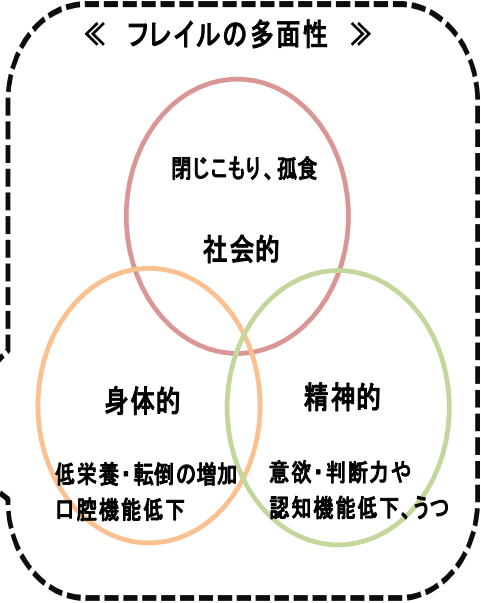 ≪ フレイルの多面性 ≫
閉じこもり、孤食
社会的
身体的
低栄養・転倒の増加
口腔機能低下
精神的
意欲・判断力や
認知機能低下、うつ